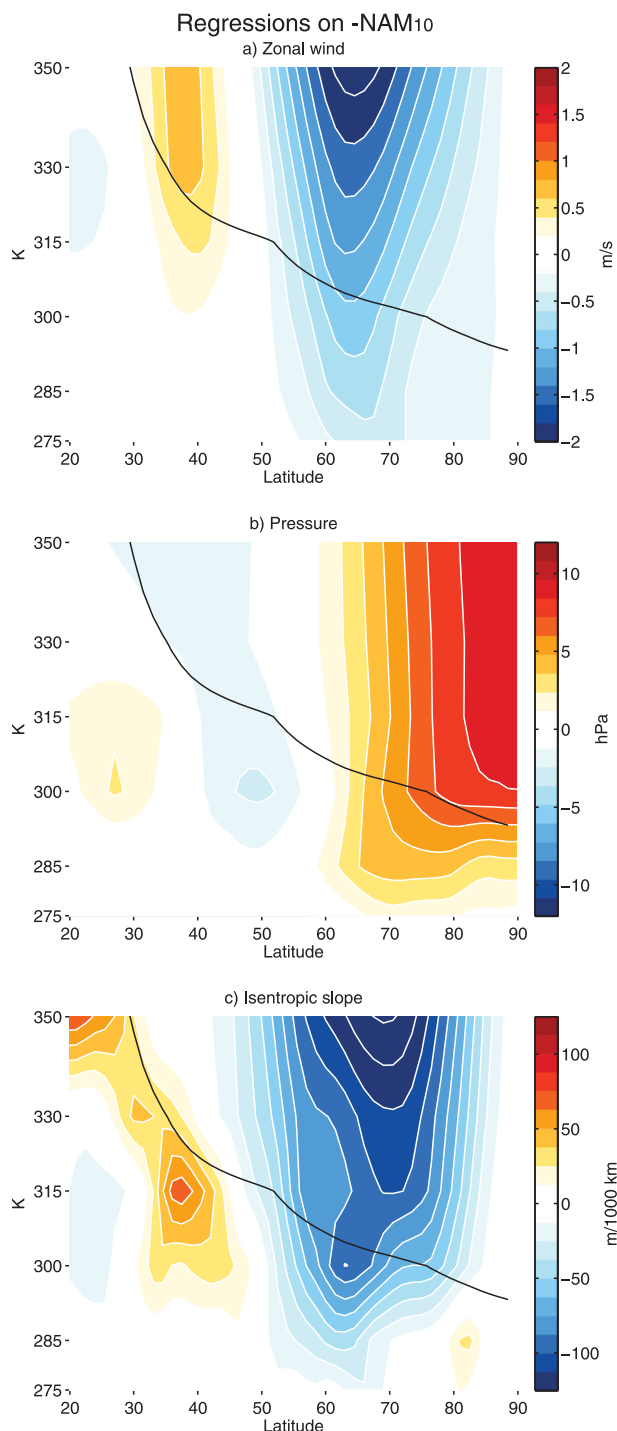 Regressions on -NAM10
a) Zonal wind
350
330
315
300
285
275
K
20 30 40 50 60 70 80 90
Latitude
2
1.5
1
0.5
0
−0.5
−1
−1.5
−2
m/s
b) Pressure
350
330
315
300
285
275
K
20 30 40 50 60 70 80 90
Latitude
10
5
0
−5
−10
hPa
c) Isentropic slope
350
330
315
300
285
275
K
20 30 40 50 60 70 80 90
Latitude
100
50
0
−50
−100
m/1000 km